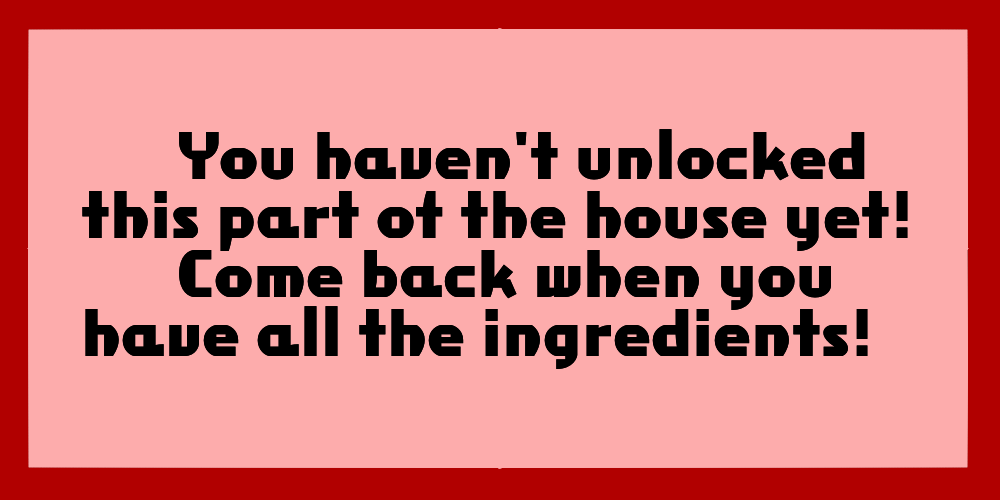 You haven't unlocked
this part of the house yet!
Come back when you
have all the ingredients!